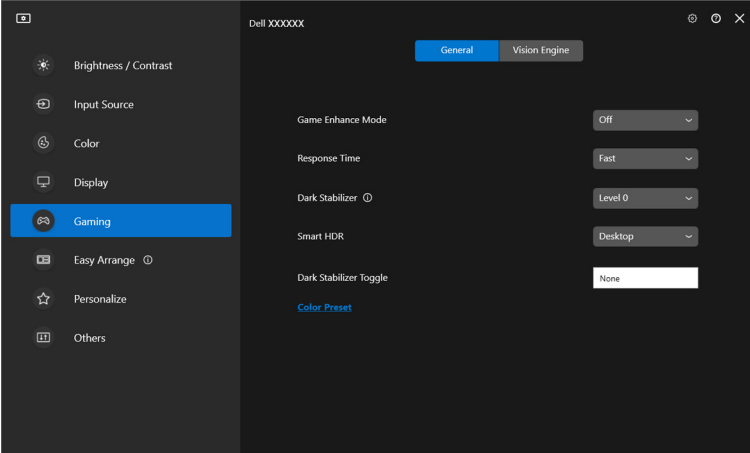 Dell XXXXXX
General
Vision Engine
Brightness / Contrast
Input Source
Color
Display
Gaming
Easy Arrange
Personalize
Others
Game Enhance Mode
Off
Response Time
Fast
Dark Stabilizer
Level 0
Smart HDR
Desktop
Dark Stabilizer Toggle
None
Color Preset